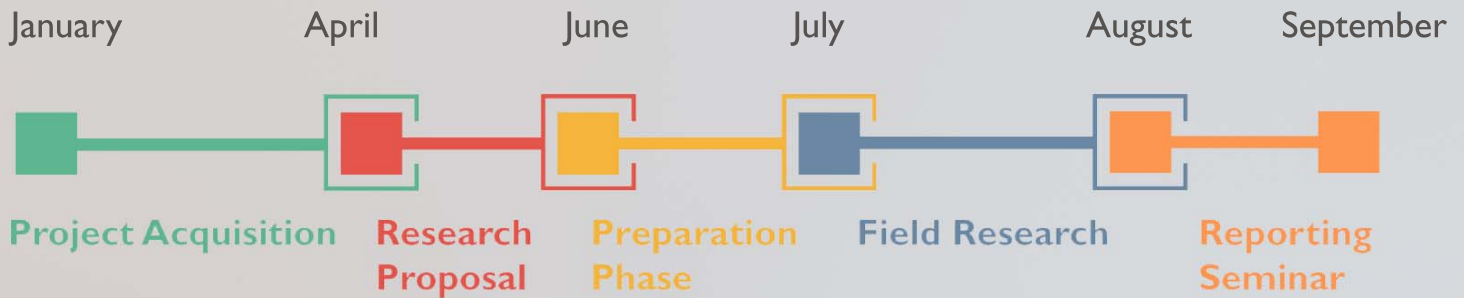 January April June July August September
Project Acquisition Research Preparation Field Research Reporting
Proposal Phase Seminar